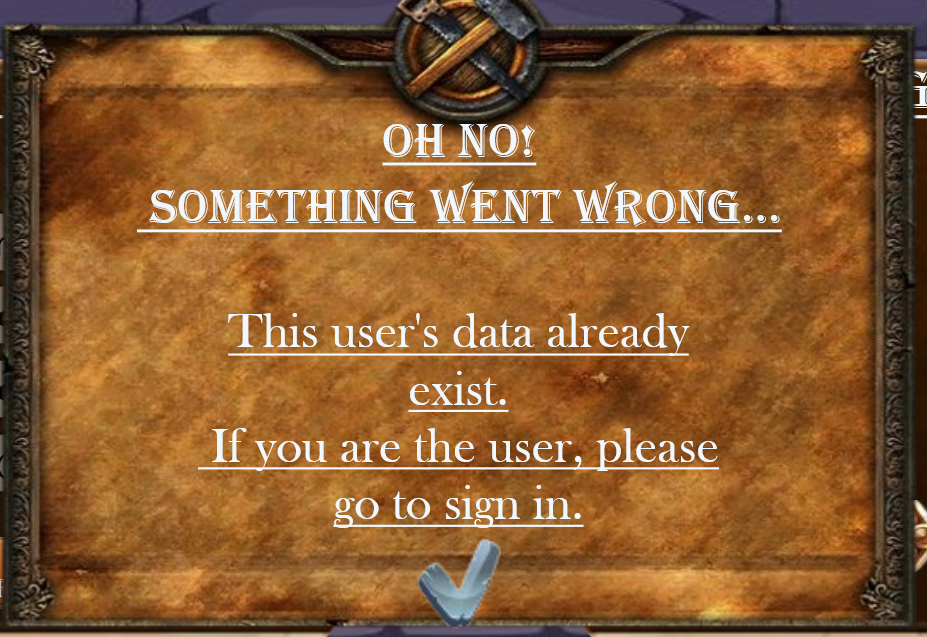 OH NO!
SOMETHING WENT WRONG...
This user's data already
exist.
If you are the user, please
go to sign in.